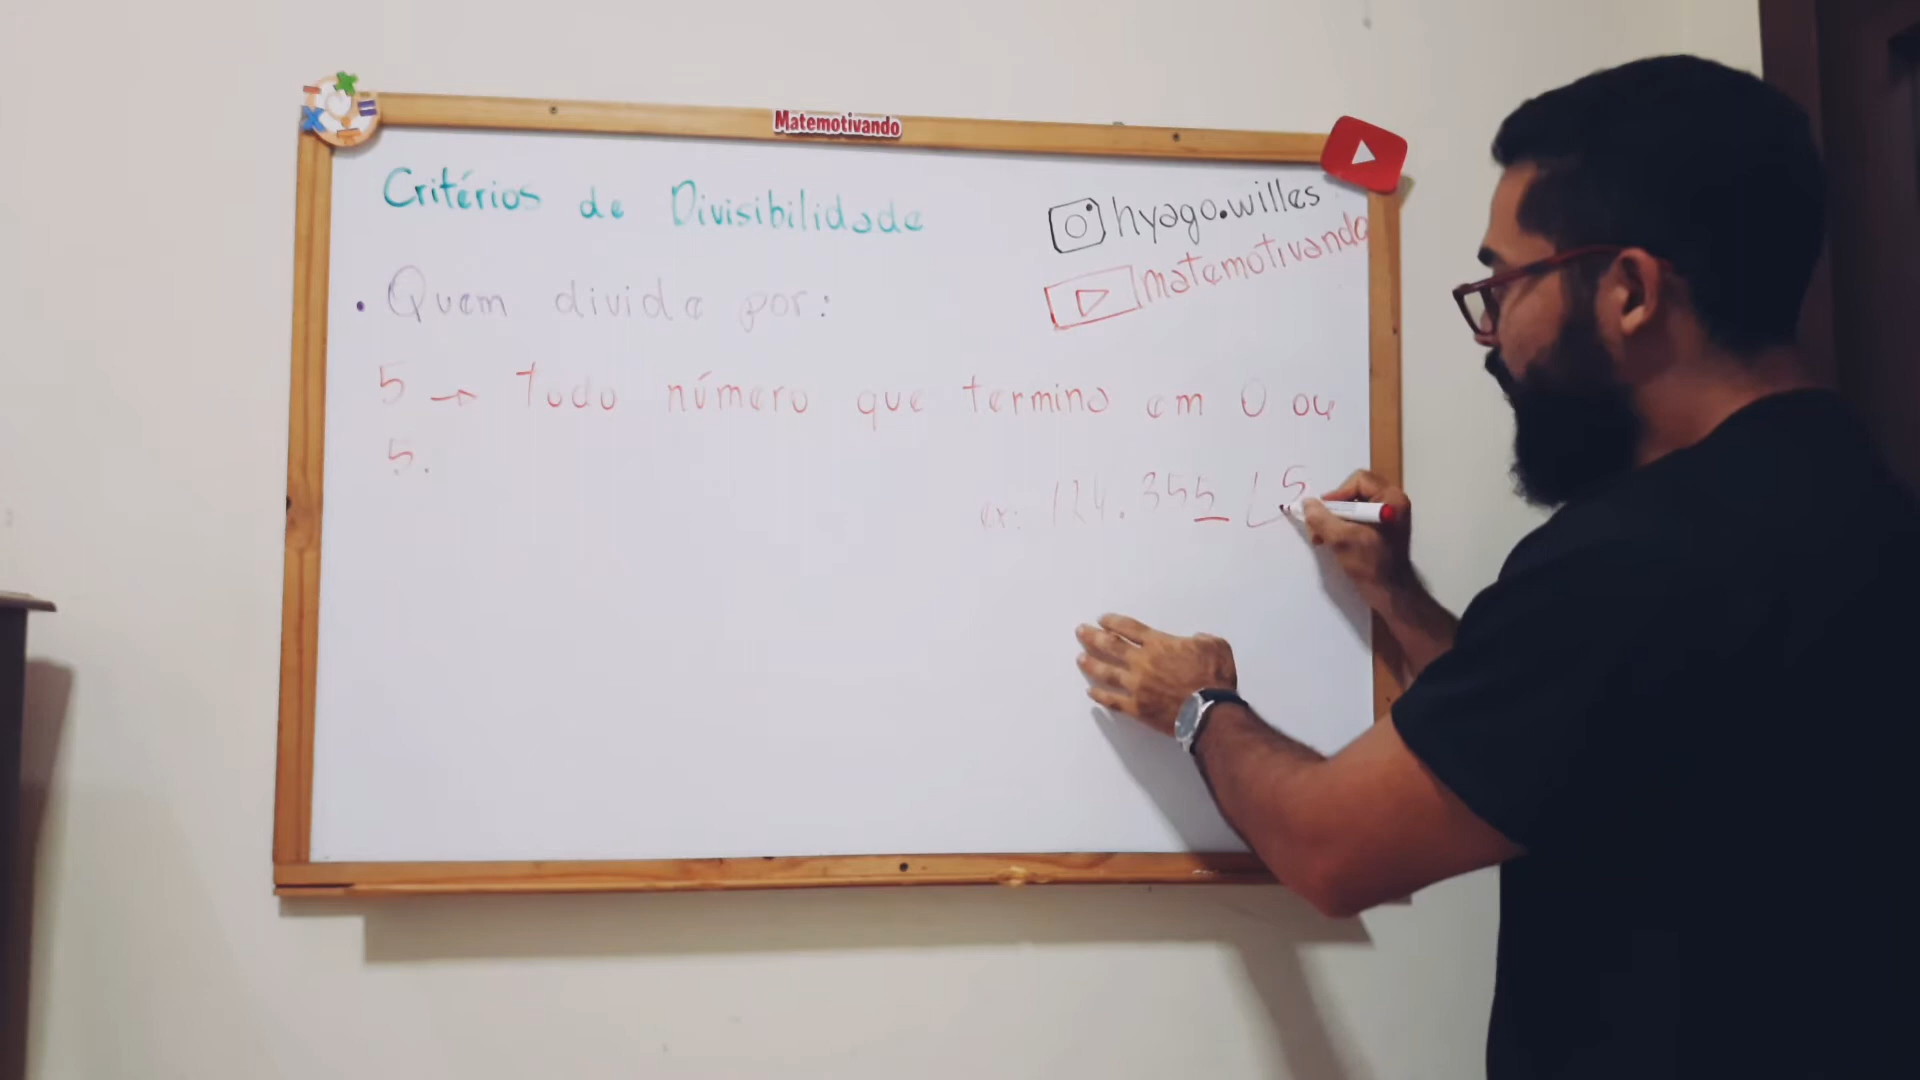 Matemotivando
Critérios de Divisibilidade
hyago.willes
matemotivando
• Quem divide por:
5 → Todo número que termina em 0 ou
5.
ex: 124.355 5